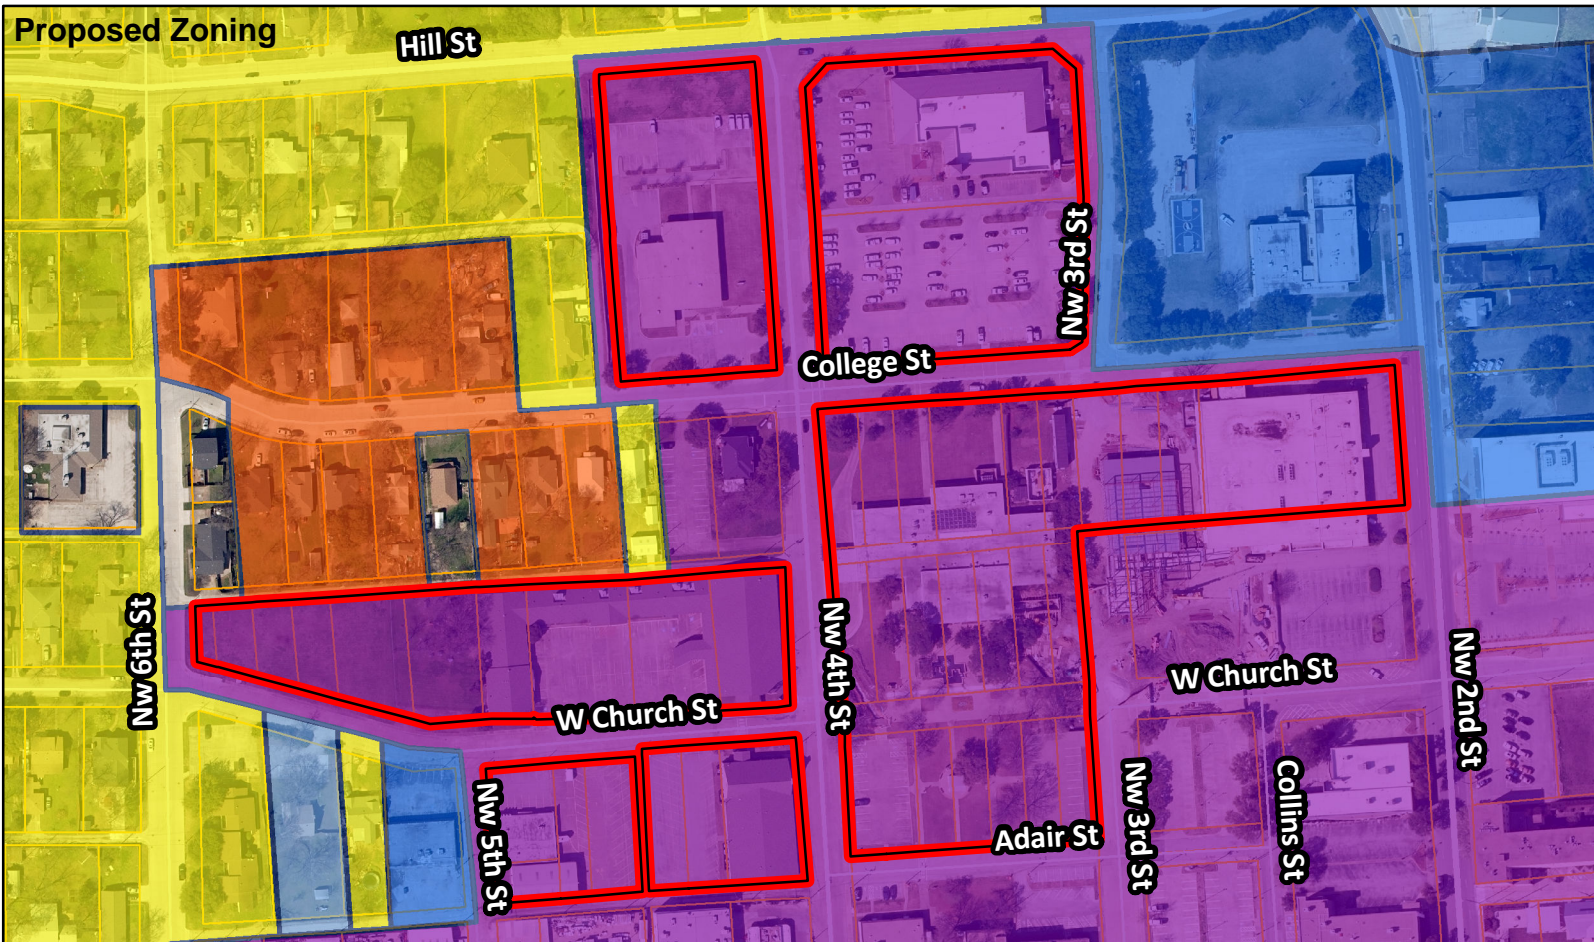 Proposed Zoning
Hill St
Nw 3rd St
College St
Nw 6th St
Nw 4th St
W Church St
Nw 2nd St
W Church St
Nw 5th St
Adair St
Nw 3rd St
Collins St